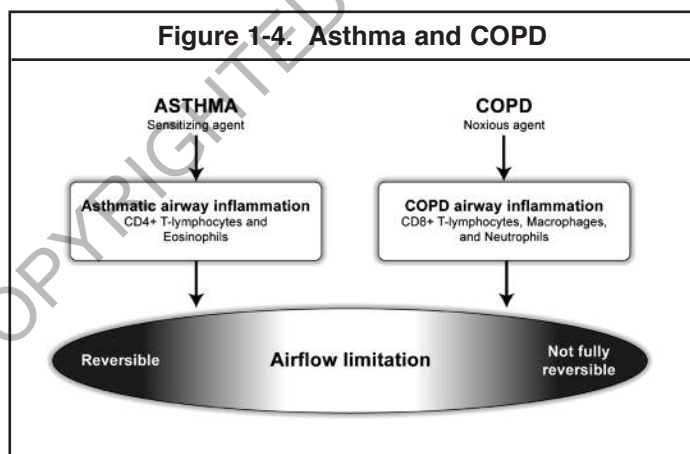 Figure 1-4. Asthma and COPD
ASTHMA
Sensitizing agent
COPD
Noxious agent
Asthmatic airway inflammation
CD4+ T-lymphocytes and
Eosinophils
COPD airway inflammation
CD8+ T-lymphocytes, Macrophages,
and Neutrophils
Reversible
Airflow limitation
Not fully
reversible
OPYRIGHTED